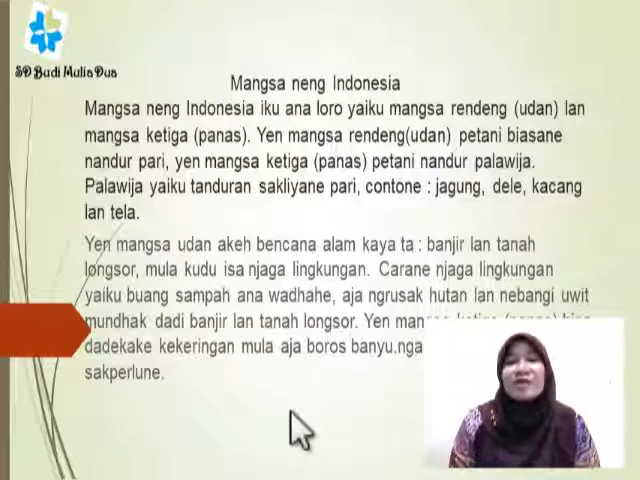 SD Budi Mulia Dua
Mangsa neng Indonesia
Mangsa neng Indonesia iku ana loro yaiku mangsa rendeng (udan) lan
mangsa ketiga (panas). Yen mangsa rendeng(udan) petani biasane
nandur pari, yen mangsa ketiga (panas) petani nandur palawija.
Palawija yaiku tanduran sakliyane pari, contone : jagung, dele, kacang
lan tela.
Yen mangsa udan akeh bencana alam kaya ta : banjir lan tanah
longsor, mula kudu isa njaga lingkungan. Carane njaga lingkungan
yaiku buang sampah ana wadhahe, aja ngrusak hutan lan nebangi uwit
mundhak dadi banjir lan tanah longsor. Yen
dadekake kekeringan mula aja boros banyu.
sakperlune.